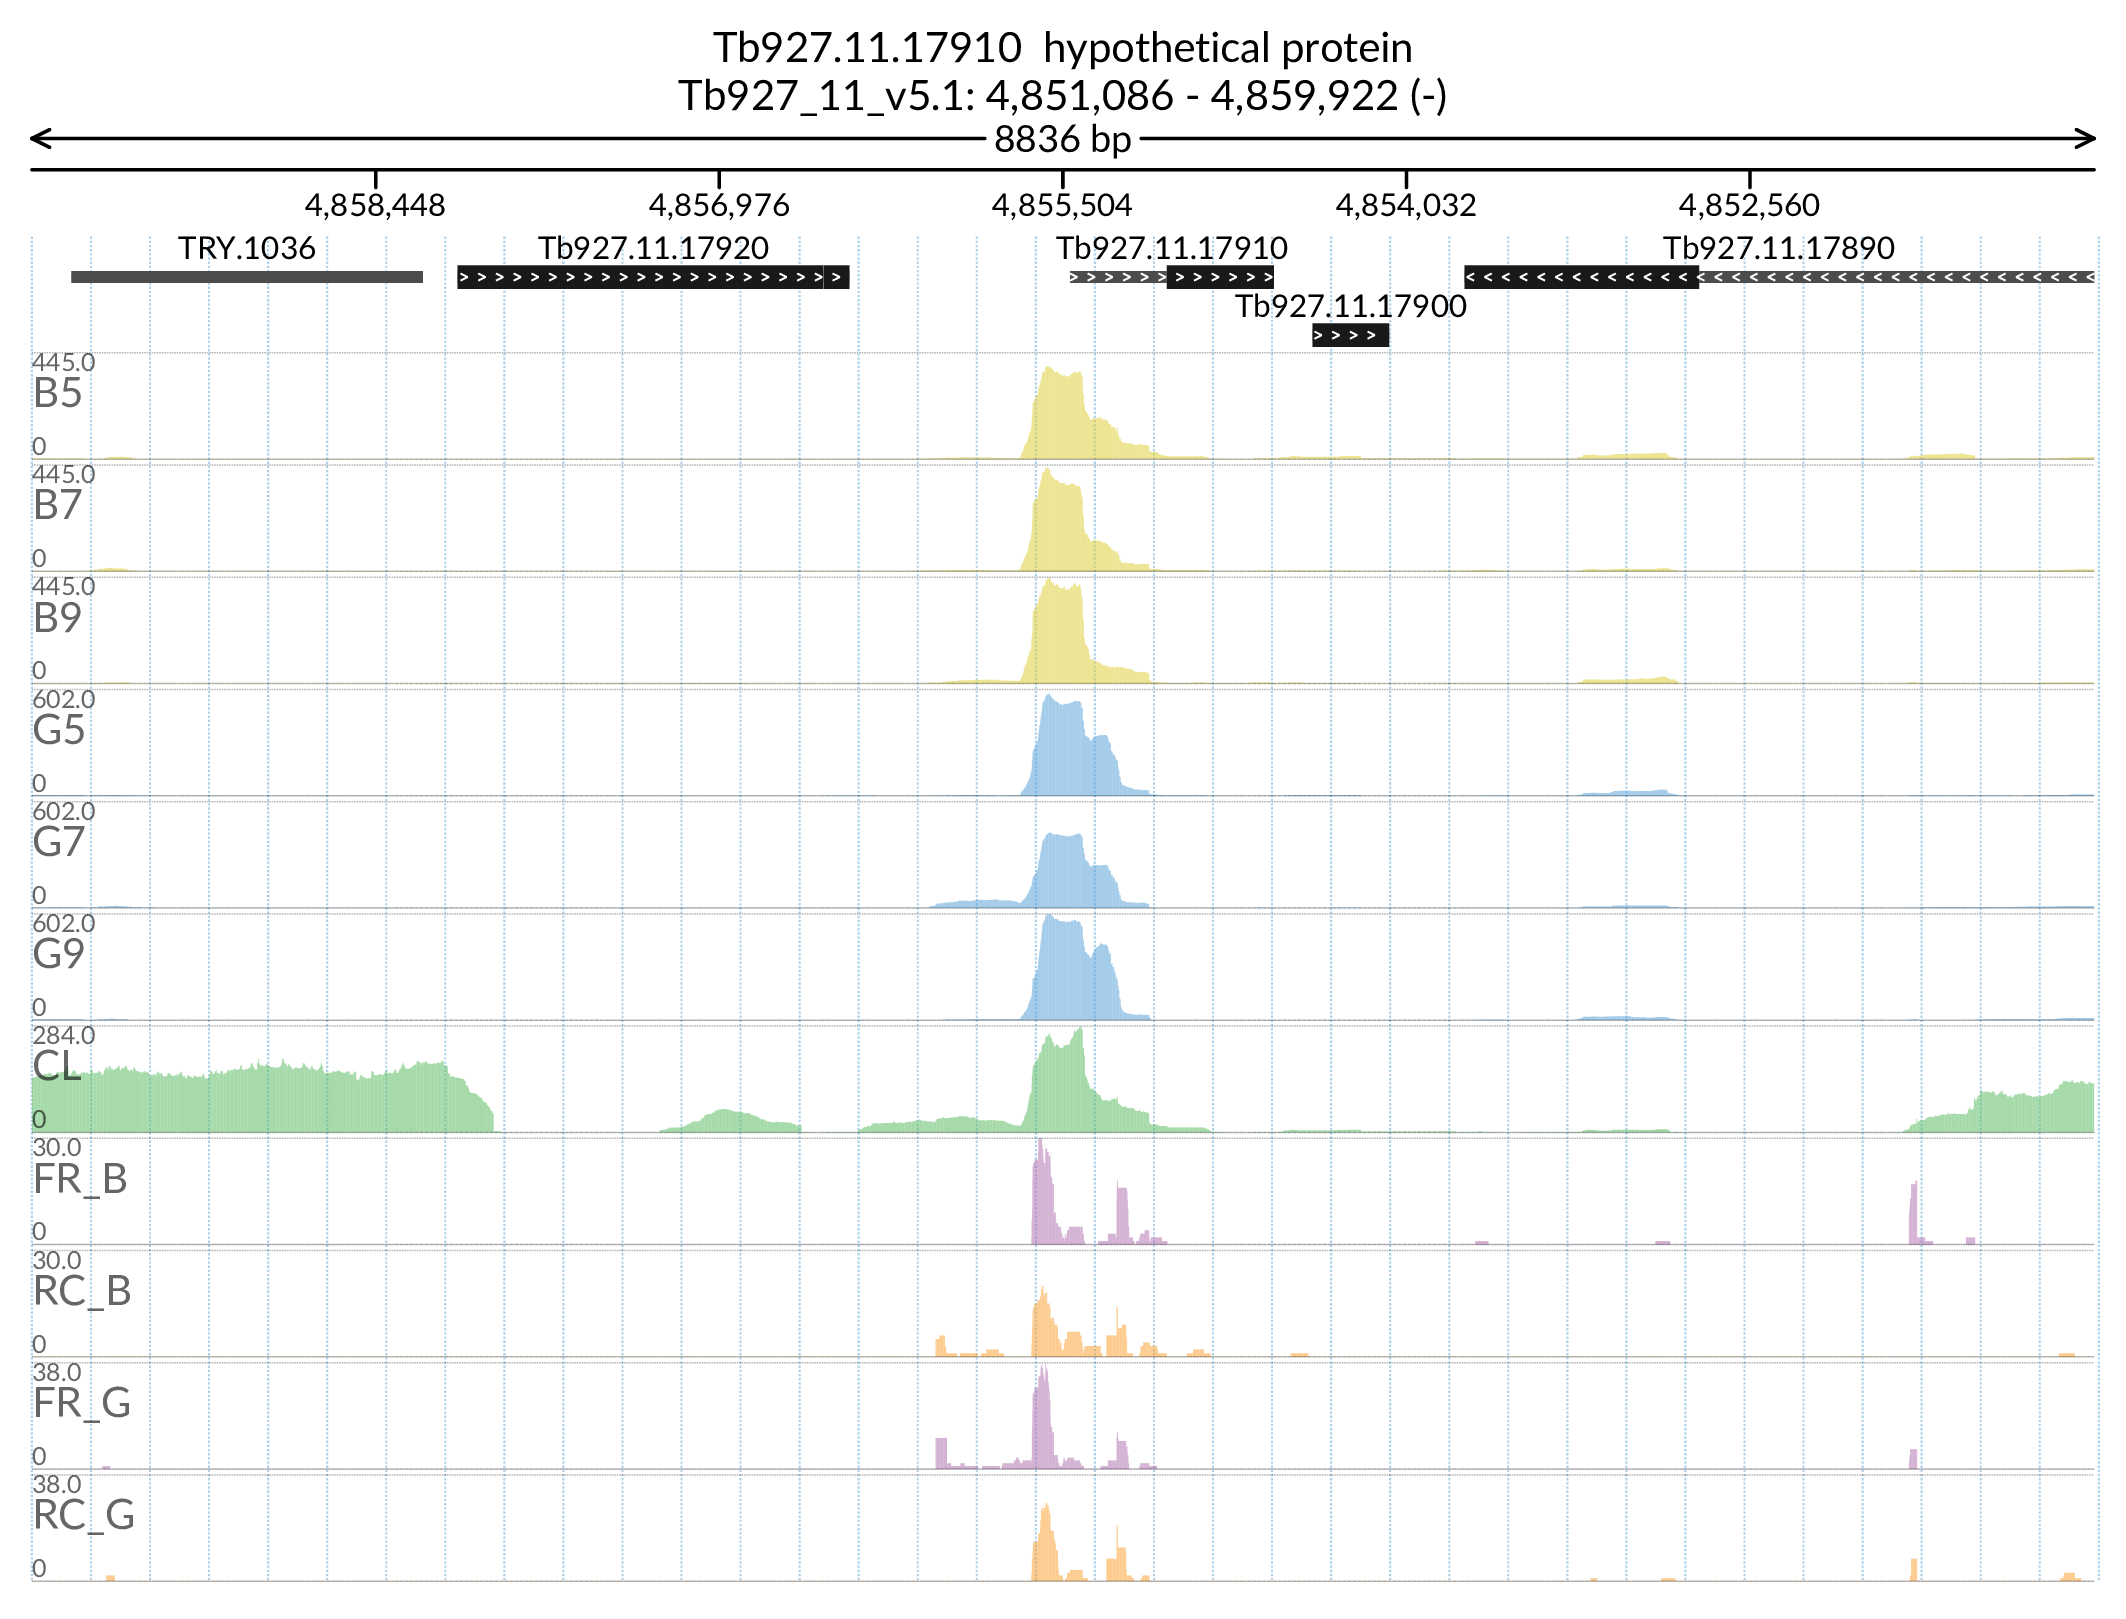 Tb927.11.17910 hypothetical protein
Tb927_11_v5.1: 4,851,086 - 4,859,922 (-)
8836 bp
4,858,448 4,856,976 4,855,504 4,854,032 4,852,560
TRY.1036 Tb927.11.17920 Tb927.11.17910 Tb927.11.17890
Tb927.11.17900
445.0
B5
0
445.0
B7
0
445.0
B9
0
602.0
G5
0
602.0
G7
0
602.0
G9
0
284.0
CL
0
30.0
FR_B
0
30.0
RC_B
0
38.0
FR_G
0
38.0
RC_G
0